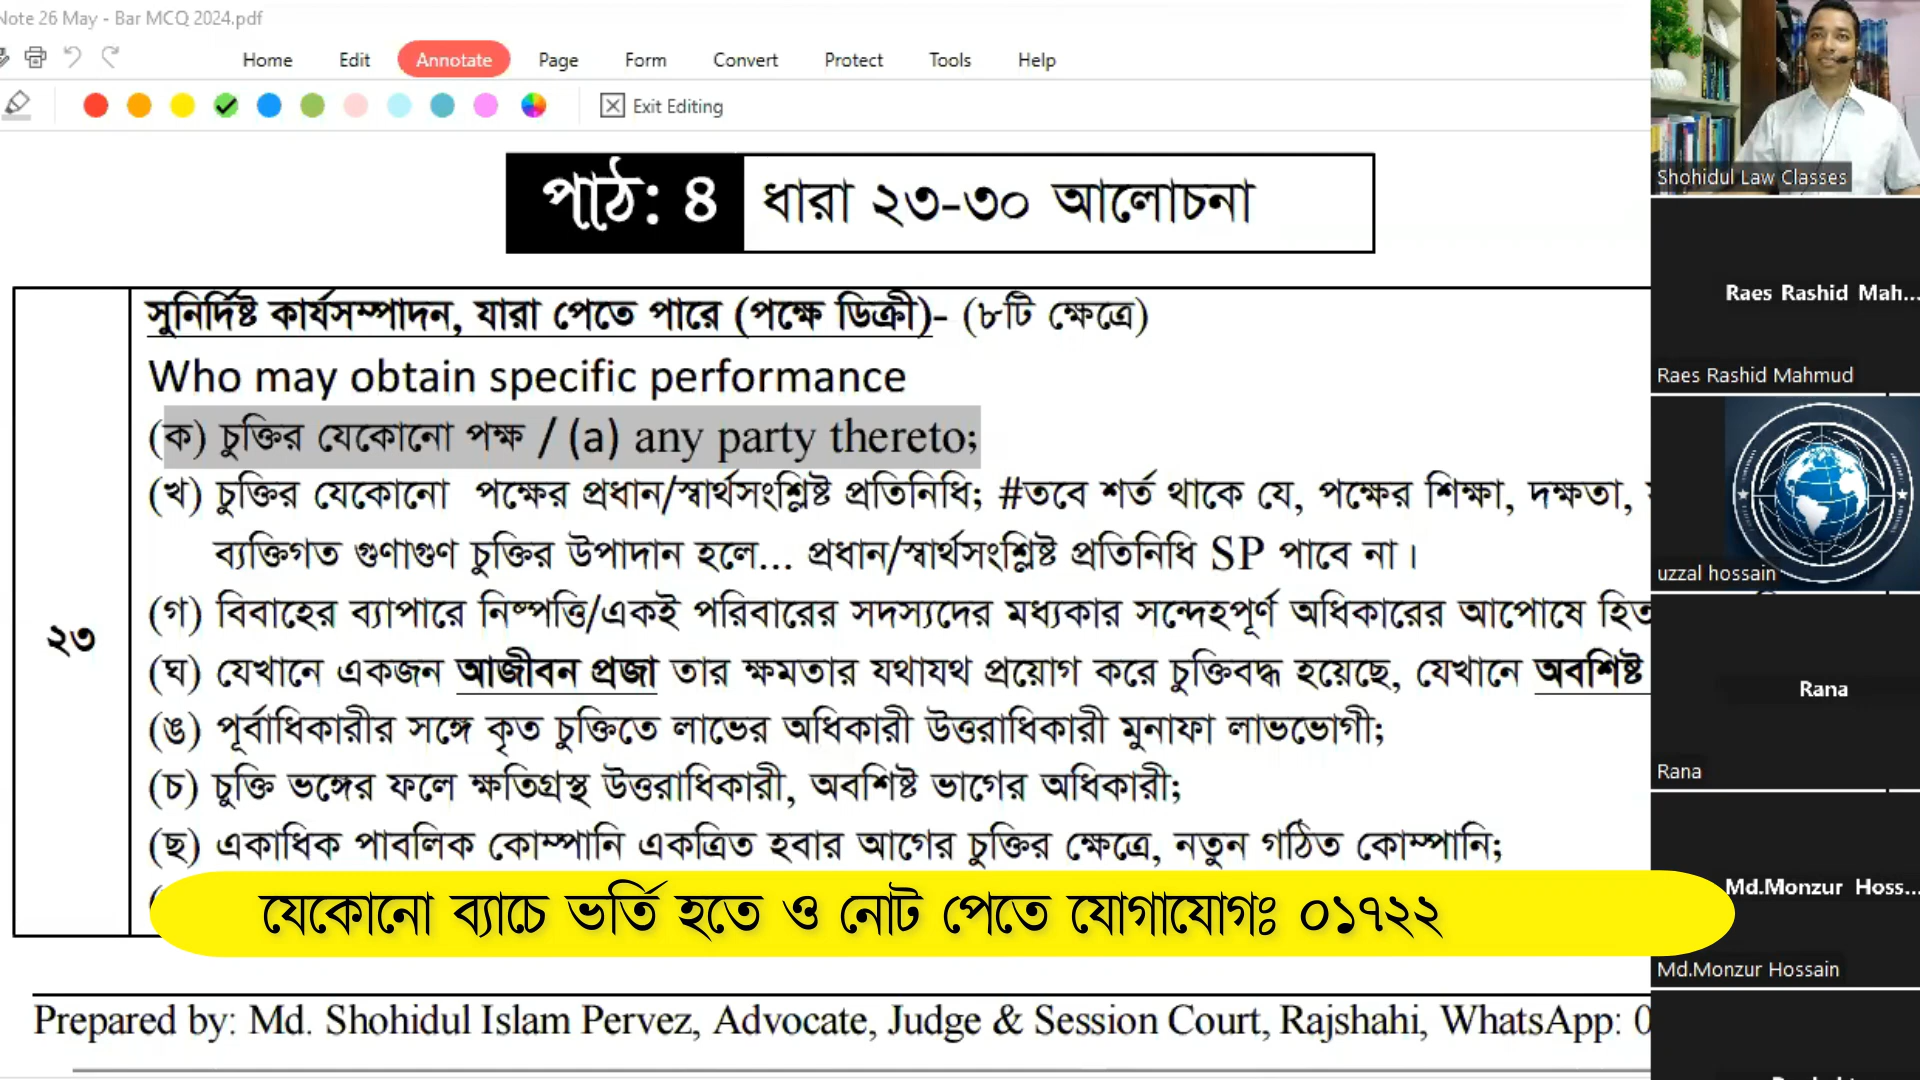 Note 26 May - Bar MCQ 2024.pdf
Home Edit Annotate Page Form Convert Protect Tools Help
Exit Editing
পাঠ: ৪ ধারা ২৩-৩০ আলোচনা
সুনির্দিষ্ট কার্যসম্পাদন, যারা পেতে পারে (পক্ষে ডিক্রী)- (৮টি ক্ষেত্রে)
Who may obtain specific performance
(ক) চুক্তির যেকোনো পক্ষ / (a) any party thereto;
(খ) চুক্তির যেকোনো পক্ষের প্রধান/স্বার্থসংশ্লিষ্ট প্রতিনিধি; #তবে শর্ত থাকে যে, পক্ষের শিক্ষা, দক্ষতা,
ব্যক্তিগত গুণাগুণ চুক্তির উপাদান হলে... প্রধান/স্বার্থসংশ্লিষ্ট প্রতিনিধি SP পাবে না।
(গ) বিবাহের ব্যাপারে নিষ্পত্তি/একই পরিবারের সদস্যদের মধ্যকার সন্দেহপূর্ণ অধিকারের আপোষে
২৩
(ঘ) যেখানে একজন আজীবন প্রজা তার ক্ষমতার যথাযথ প্রয়োগ করে চুক্তিবদ্ধ হয়েছে, যেখানে অবশিষ্ট
(ঙ) পূর্বাধিকারীর সঙ্গে কৃত চুক্তিতে লাভের অধিকারী উত্তরাধিকারী মুনাফা লাভভোগী;
(চ) চুক্তি ভঙ্গের ফলে ক্ষতিগ্রস্থ উত্তরাধিকারী, অবশিষ্ট ভাগের অধিকারী;
(ছ) একাধিক পাবলিক কোম্পানি একত্রিত হবার আগের চুক্তির ক্ষেত্রে, নতুন গঠিত কোম্পানি;
যেকোনো ব্যাচে ভর্তি হতে ও নোট পেতে যোগাযোগঃ ০১৭২২
Prepared by: Md. Shohidul Islam Pervez, Advocate, Judge & Session Court, Rajshahi, WhatsApp: 0
Shohidul Law Classes
Raes Rashid Mah...
Raes Rashid Mahmud
uzzal hossain
Rana
Rana
Md.Monzur Hoss...
Md.Monzur Hossain